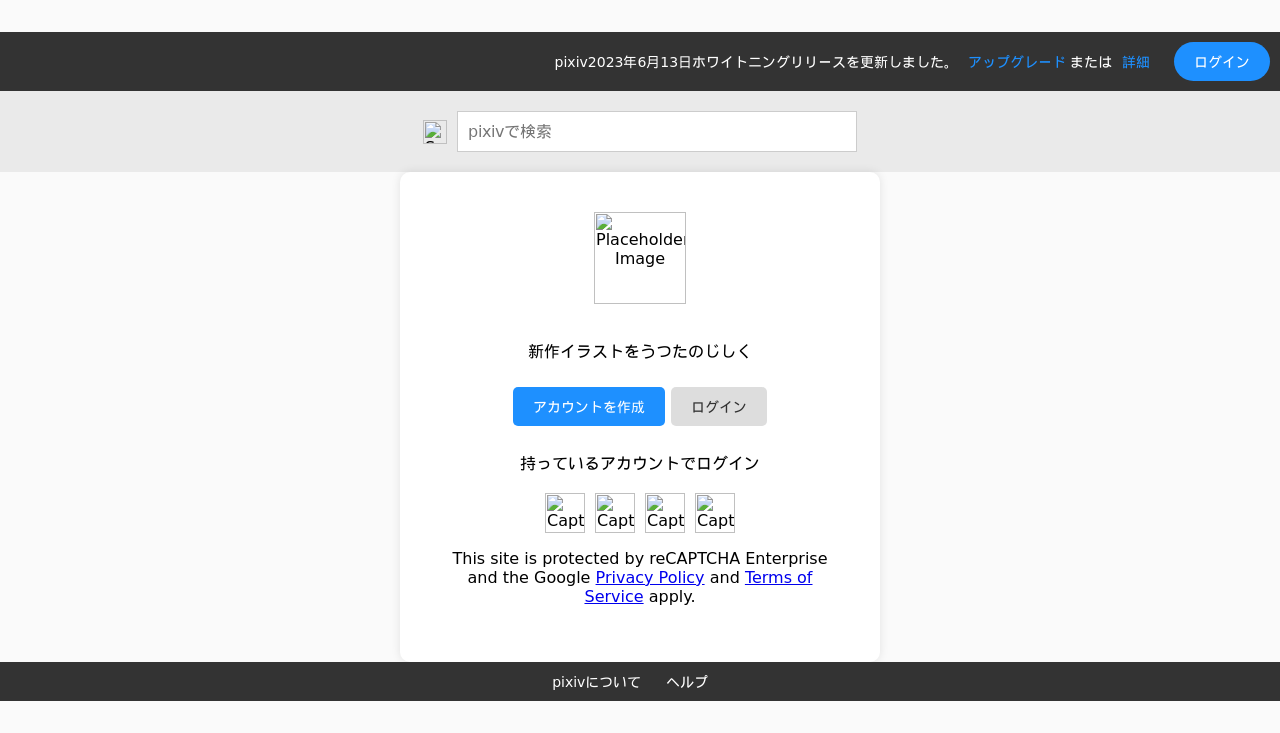 pixiv2023年6月13日ホワイトニングリリースを更新しました。 アップグレード または 詳細 ログイン
pixivで検索
Placeholder
Image
新作イラストをうつたのじしく
アカウントを作成 ログイン
持っているアカウントでログイン
Capt Capt Capt Capt
This site is protected by reCAPTCHA Enterprise
and the Google Privacy Policy and Terms of
Service apply.
pixivについて ヘルプ